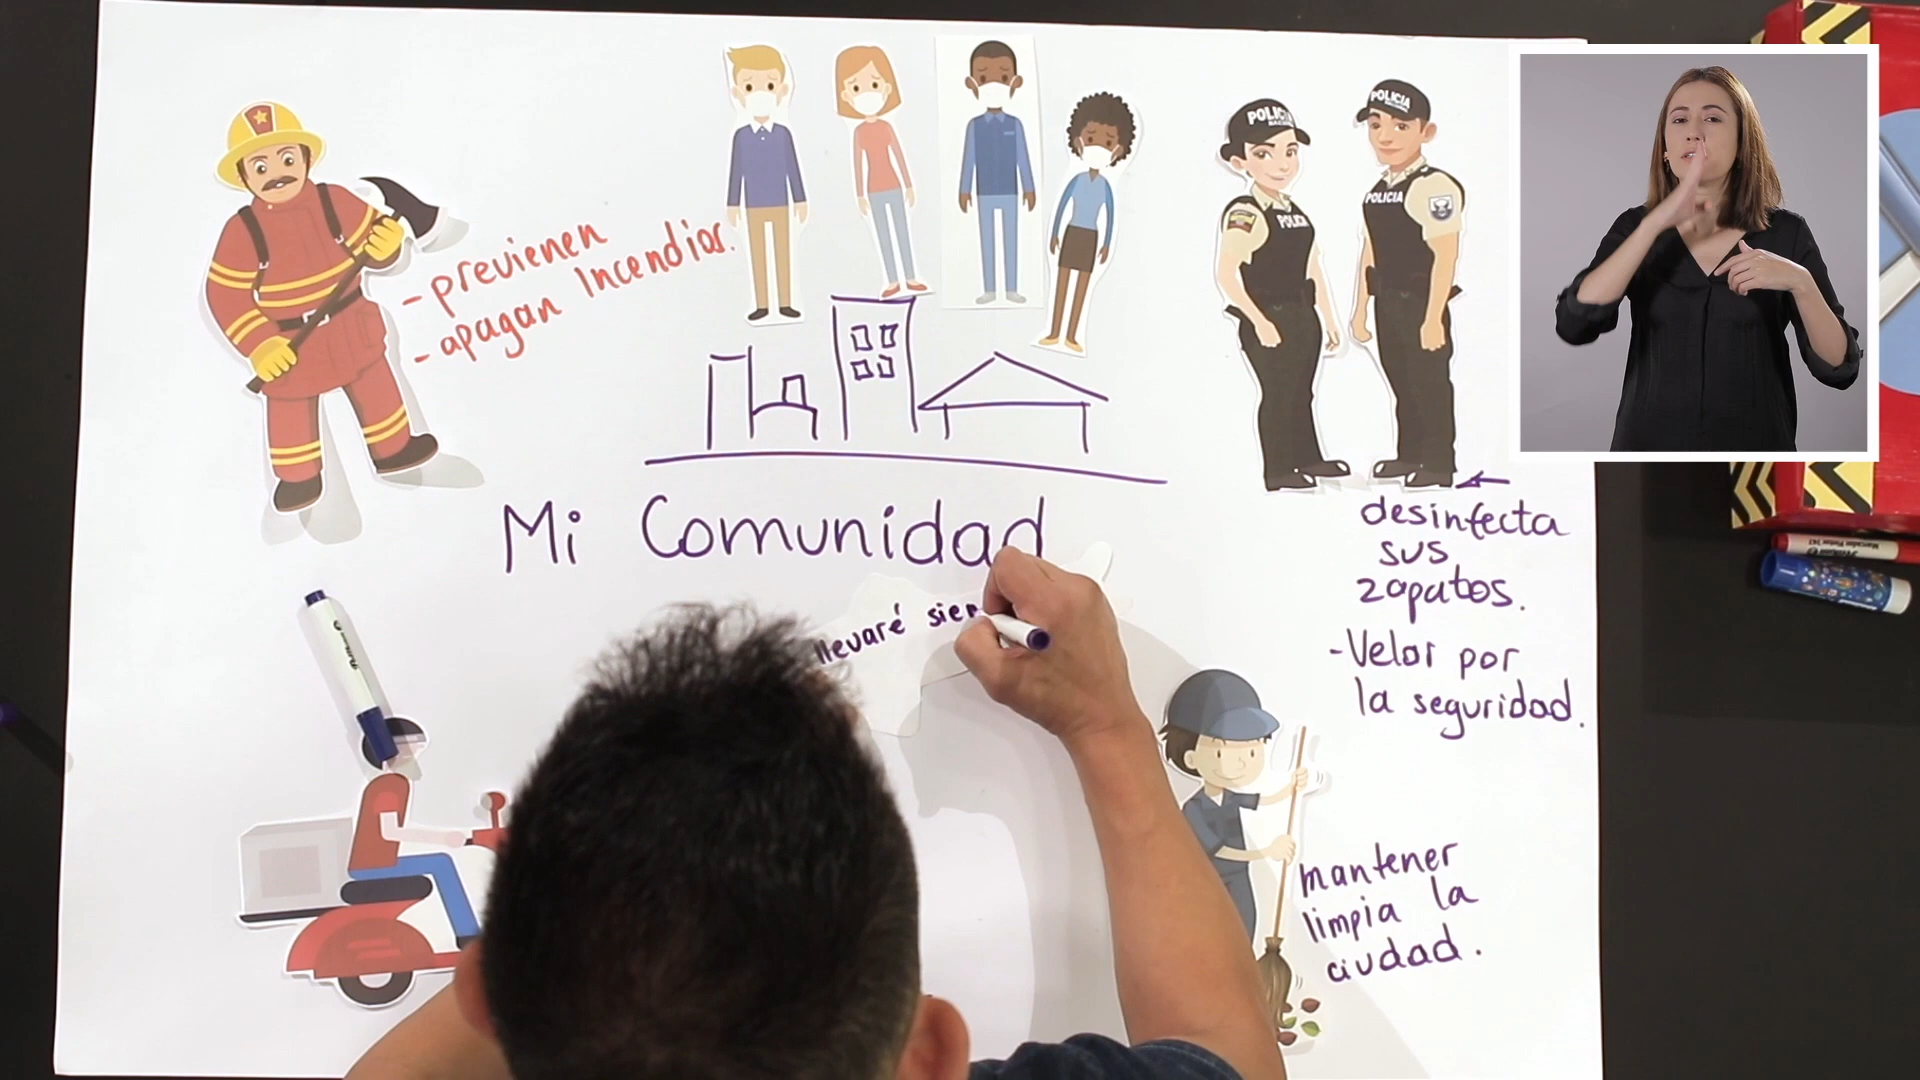 - previenen
- apagan Incendios.
POLICIA
POLICIA
POLICIA
Mi Comunidad
llevaré
desinfecta
sus
zapatos.
- Velar por
la seguridad.
mantener
limpia la
ciudad.